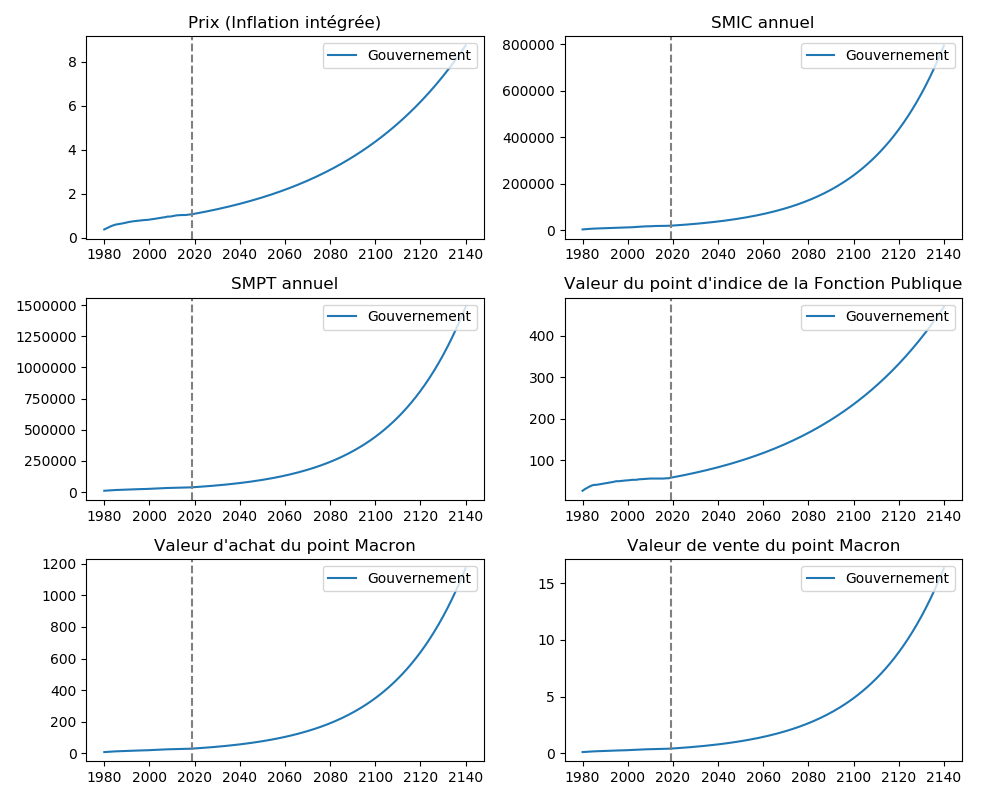 Prix (Inflation intégrée)
SMIC annuel
Gouvernement
Gouvernement
8
6
4
2
0
800000
600000
400000
200000
0
1980 2000 2020 2040 2060 2080 2100 2120 2140
1980 2000 2020 2040 2060 2080 2100 2120 2140
SMPT annuel
Valeur du point d'indice de la Fonction Publique
Gouvernement
Gouvernement
1500000
1250000
1000000
750000
500000
250000
0
400
300
200
100
1980 2000 2020 2040 2060 2080 2100 2120 2140
1980 2000 2020 2040 2060 2080 2100 2120 2140
Valeur d'achat du point Macron
Valeur de vente du point Macron
Gouvernement
Gouvernement
1200
1000
800
600
400
200
0
15
10
5
0
1980 2000 2020 2040 2060 2080 2100 2120 2140
1980 2000 2020 2040 2060 2080 2100 2120 2140